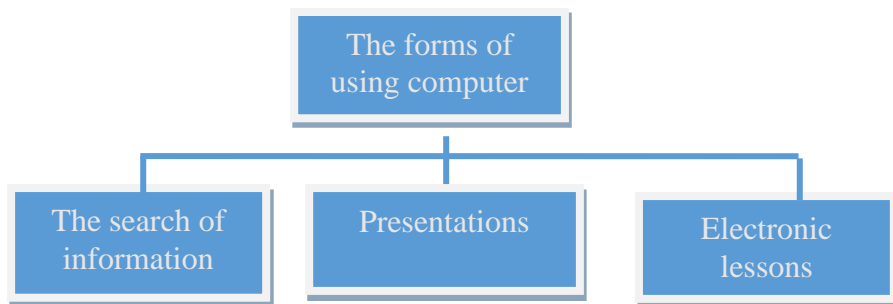 The forms of
using computer
The search of
information
Presentations
Electronic
lessons